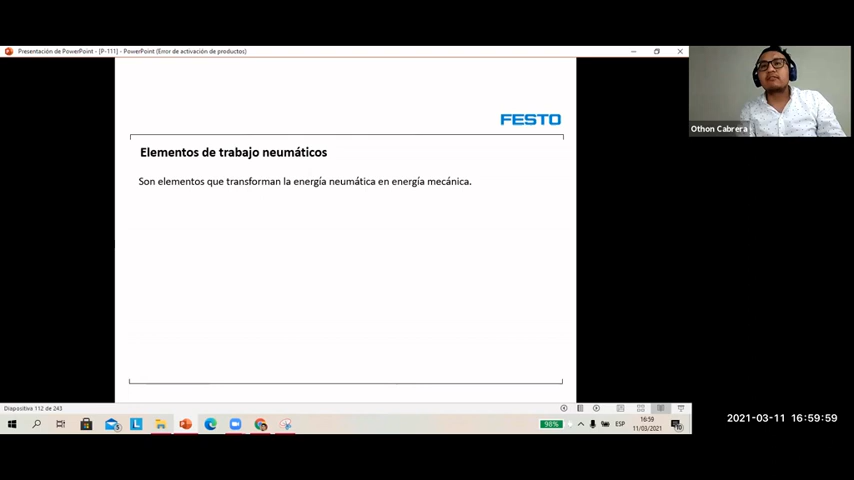 Presentación de PowerPoint - [P-111] - PowerPoint (Error de activación de productos)
FESTO
Othon Cabrera
Elementos de trabajo neumáticos
Son elementos que transforman la energía neumática en energía mecánica.
Diapositiva 112 de 243
98%
ESP
16:59
11/03/2021
2021-03-11 16:59:59